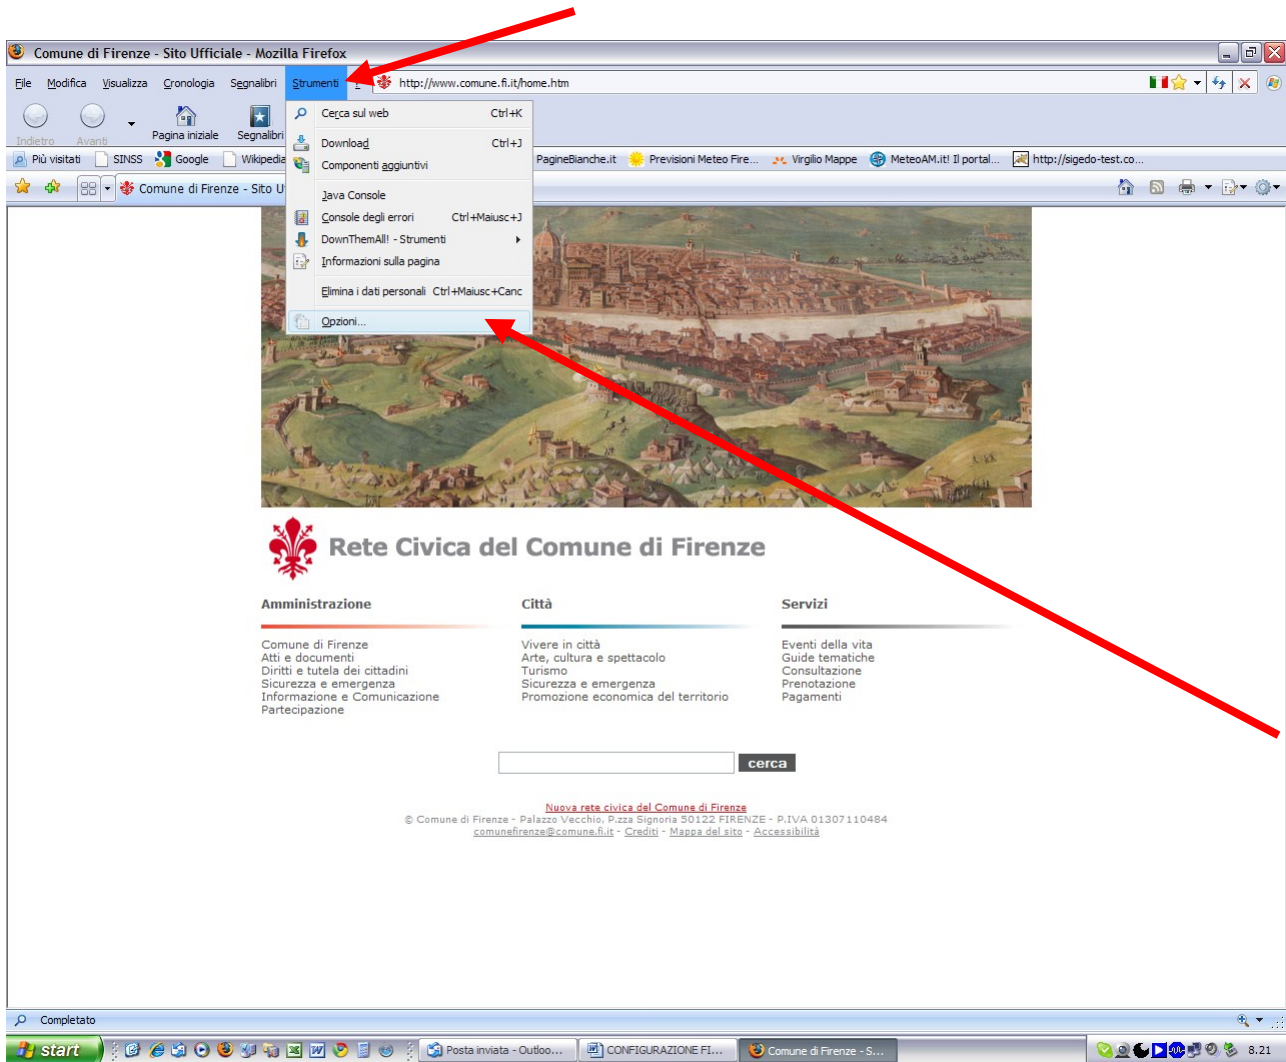 Comune di Firenze - Sito Ufficiale - Mozilla Firefox
File Modifica Visualizza Cronologia Segnalibri Strumenti ? http://www.comune.fi.it/home.htm
Indietro Avanti Pagina iniziale Segnalibri
Cerca sul web Ctrl+K
Download Ctrl+J
Componenti aggiuntivi
Java Console
Console degli errori Ctrl+Maiusc+J
DownThemAll! - Strumenti
Informazioni sulla pagina
Elimina i dati personali Ctrl+Maiusc+Canc
Opzioni...
Più visitati SINSS Google Wikipedia PagineBianche.it Previsioni Meteo Fire... Virgilio Mappe MeteoAM.it! Il portal... http://sigedo-test.co...
Comune di Firenze - Sito U
Rete Civica del Comune di Firenze
Amministrazione
Comune di Firenze
Atti e documenti
Diritti e tutela dei cittadini
Sicurezza e emergenza
Informazione e Comunicazione
Partecipazione
Città
Vivere in città
Arte, cultura e spettacolo
Turismo
Sicurezza e emergenza
Promozione economica del territorio
Servizi
Eventi della vita
Guide tematiche
Consultazione
Prenotazione
Pagamenti
cerca
Nuova rete civica del Comune di Firenze
© Comune di Firenze - Palazzo Vecchio, P.zza Signoria 50122 FIRENZE - P.IVA 01307110484
comunefirenze@comune.fi.it - Crediti - Mappa del sito - Accessibilità
Completato
start Posta inviata - Outloo... CONFIGURAZIONE FI... Comune di Firenze - S... 8.21